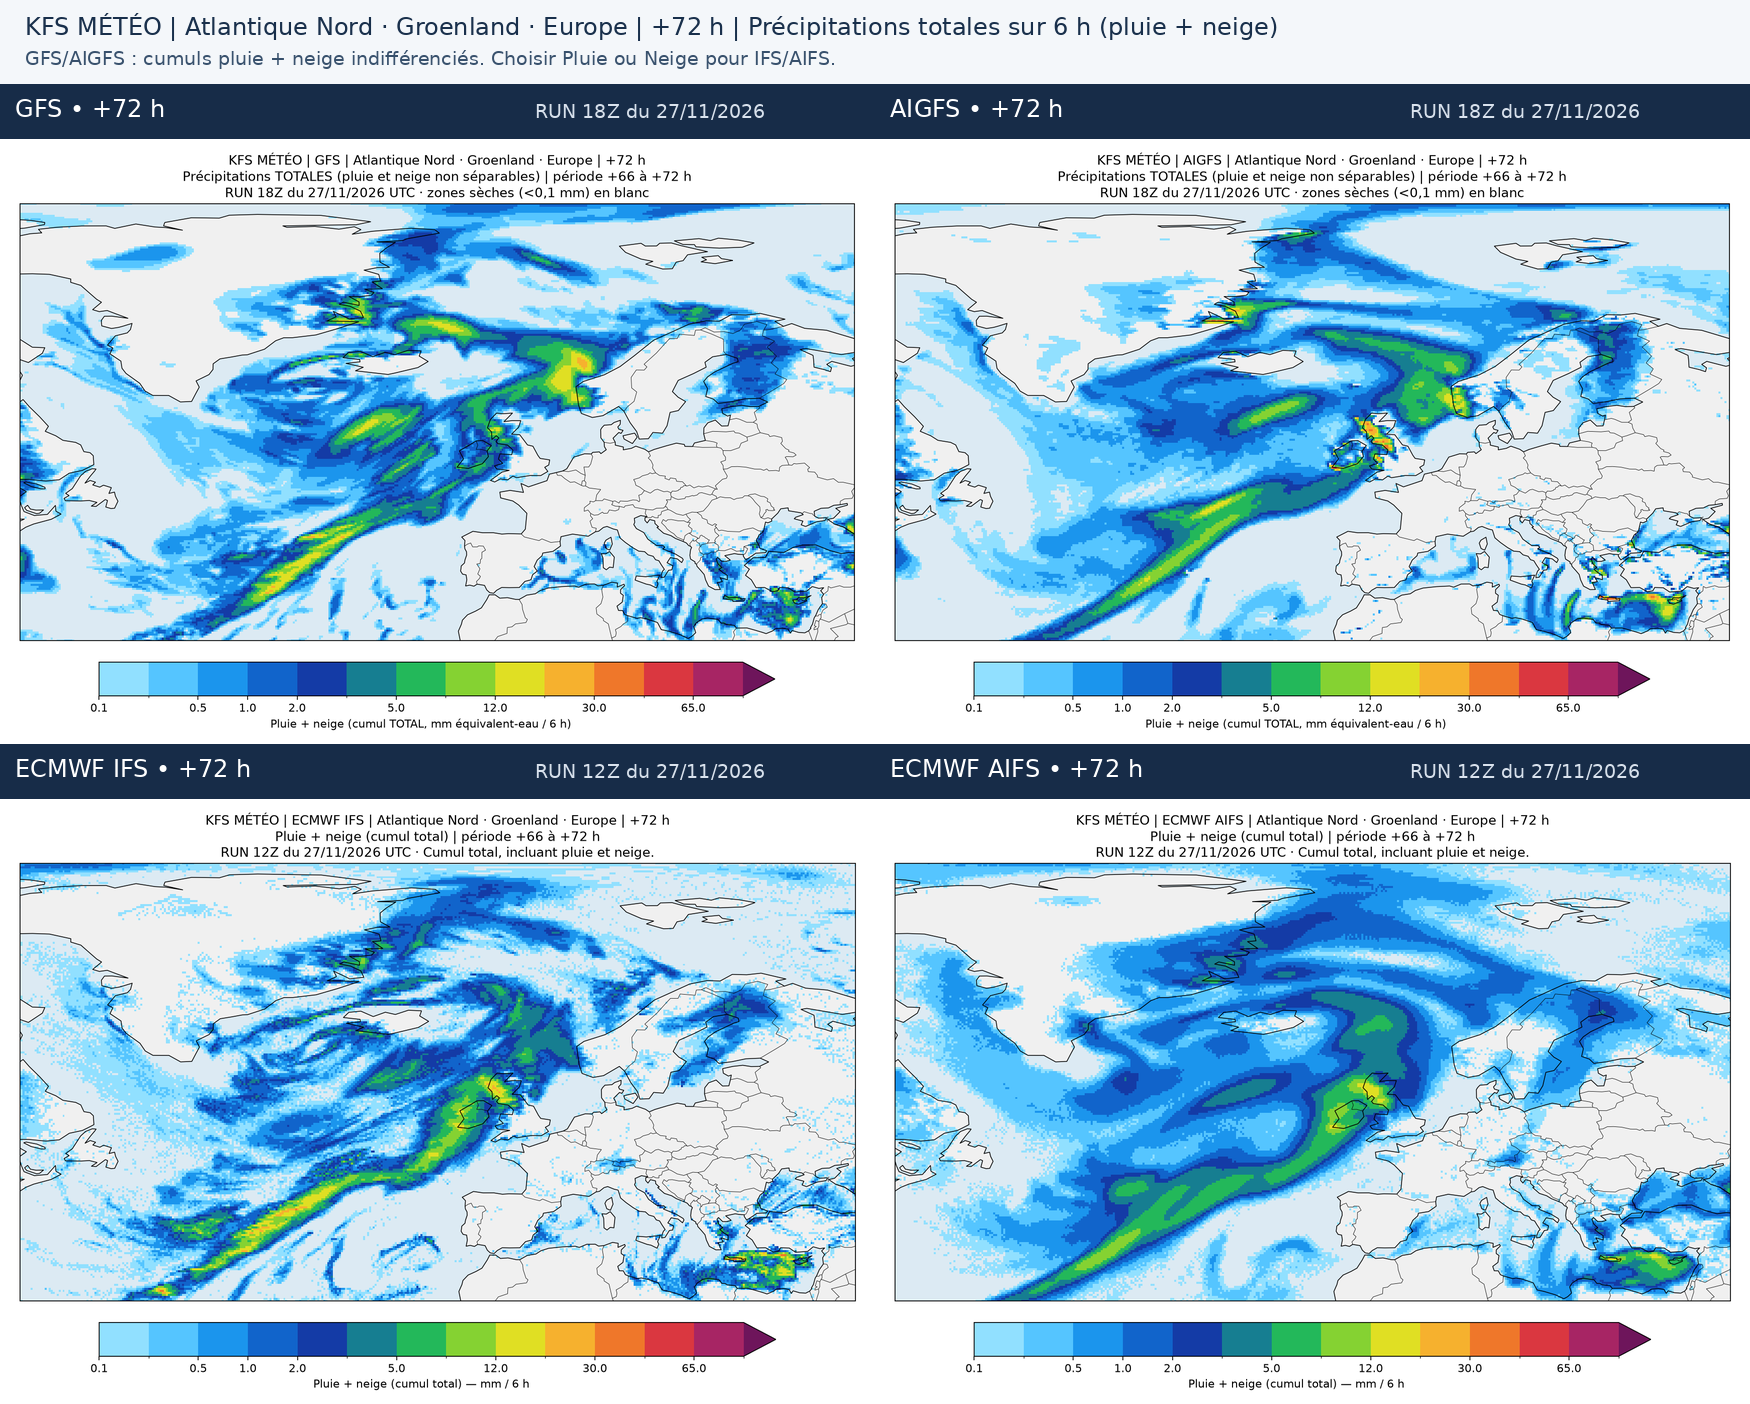 KFS MÉTÉO | Atlantique Nord · Groenland · Europe | +72 h | Précipitations totales sur 6 h (pluie + neige)
GFS/AIGFS : cumuls pluie + neige indifférenciés. Choisir Pluie ou Neige pour IFS/AIFS.
GFS • +72 h
RUN 18Z du 27/11/2026
AIGFS • +72 h
RUN 18Z du 27/11/2026
KFS MÉTÉO | GFS | Atlantique Nord · Groenland · Europe | +72 h
Précipitations TOTALES (pluie et neige non séparables) | période +66 à +72 h
RUN 18Z du 27/11/2026 UTC · zones sèches (<0,1 mm) en blanc
KFS MÉTÉO | AIGFS | Atlantique Nord · Groenland · Europe | +72 h
Précipitations TOTALES (pluie et neige non séparables) | période +66 à +72 h
RUN 18Z du 27/11/2026 UTC · zones sèches (<0,1 mm) en blanc
0.1 0.5 1.0 2.0 5.0 12.0 30.0 65.0
Pluie + neige (cumul TOTAL, mm équivalent-eau / 6 h)
0.1 0.5 1.0 2.0 5.0 12.0 30.0 65.0
Pluie + neige (cumul TOTAL, mm équivalent-eau / 6 h)
ECMWF IFS • +72 h
RUN 12Z du 27/11/2026
ECMWF AIFS • +72 h
RUN 12Z du 27/11/2026
KFS MÉTÉO | ECMWF IFS | Atlantique Nord · Groenland · Europe | +72 h
Pluie + neige (cumul total) | période +66 à +72 h
RUN 12Z du 27/11/2026 UTC · Cumul total, incluant pluie et neige.
KFS MÉTÉO | ECMWF AIFS | Atlantique Nord · Groenland · Europe | +72 h
Pluie + neige (cumul total) | période +66 à +72 h
RUN 12Z du 27/11/2026 UTC · Cumul total, incluant pluie et neige.
0.1 0.5 1.0 2.0 5.0 12.0 30.0 65.0
Pluie + neige (cumul total) — mm / 6 h
0.1 0.5 1.0 2.0 5.0 12.0 30.0 65.0
Pluie + neige (cumul total) — mm / 6 h